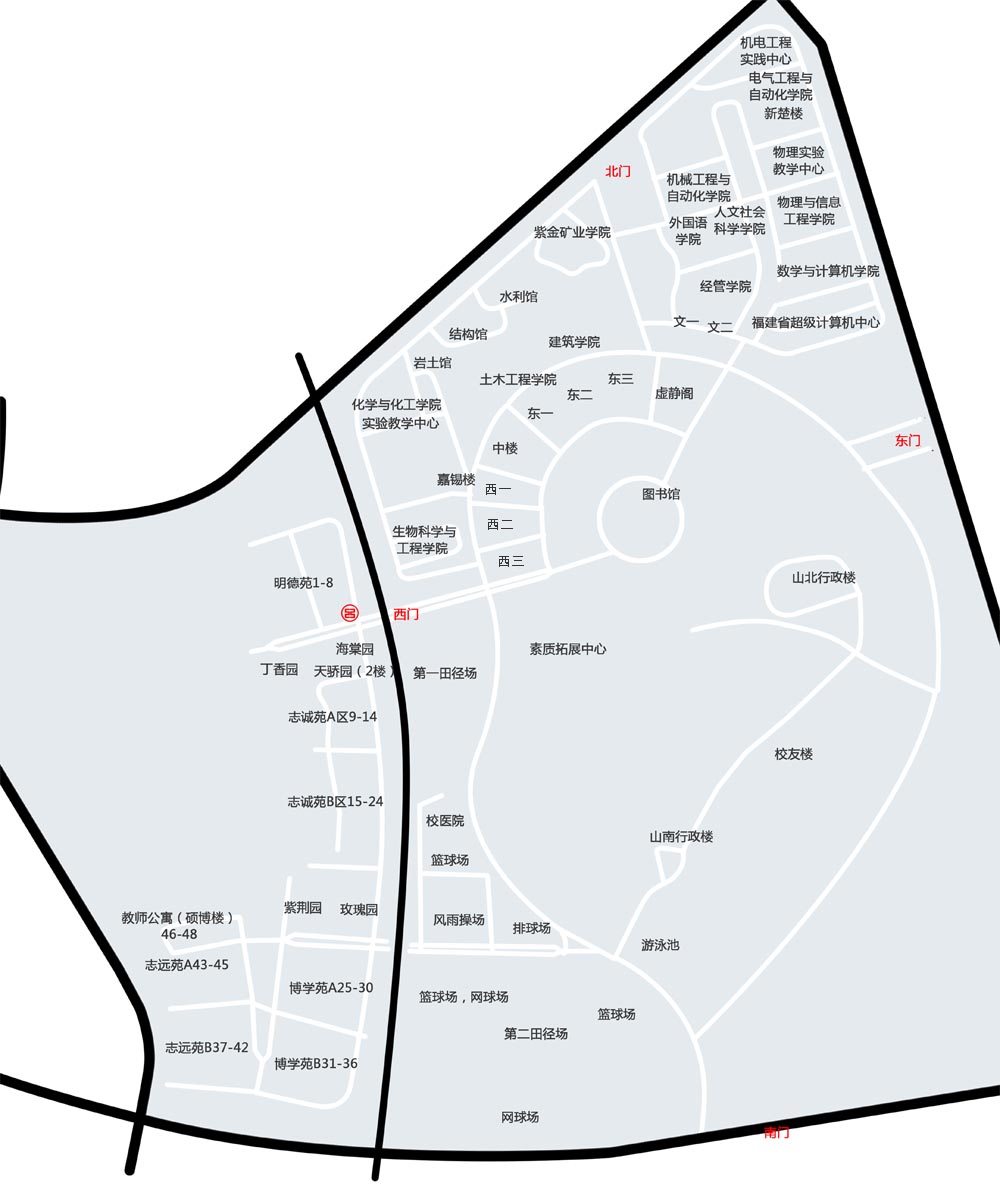 机电工程
实践中心
电气工程与
自动化学院
新楚楼
物理实验
教学中心
北门
机械工程与
自动化学院
物理与信息
工程学院
人文社会
科学学院
外国语
学院
紫金矿业学院
数学与计算机学院
经管学院
水利馆
文一
文二
福建省超级计算机中心
结构馆
建筑学院
岩土馆
土木工程学院
东三
东二
虚静阁
化学与化工学院
实验教学中心
东一
东门
中楼
嘉锡楼
西一
图书馆
西二
生物科学与
工程学院
西三
山北行政楼
明德苑1-8
西门
海棠园
素质拓展中心
丁香园
天骄园（2楼）
第一田径场
志诚苑A区9-14
校友楼
志诚苑B区15-24
校医院
山南行政楼
篮球场
紫荆园
玫瑰园
教师公寓（硕博楼）
46-48
风雨操场
排球场
游泳池
志远苑A43-45
博学苑A25-30
篮球场，网球场
篮球场
第二田径场
志远苑B37-42
博学苑B31-36
网球场
南门